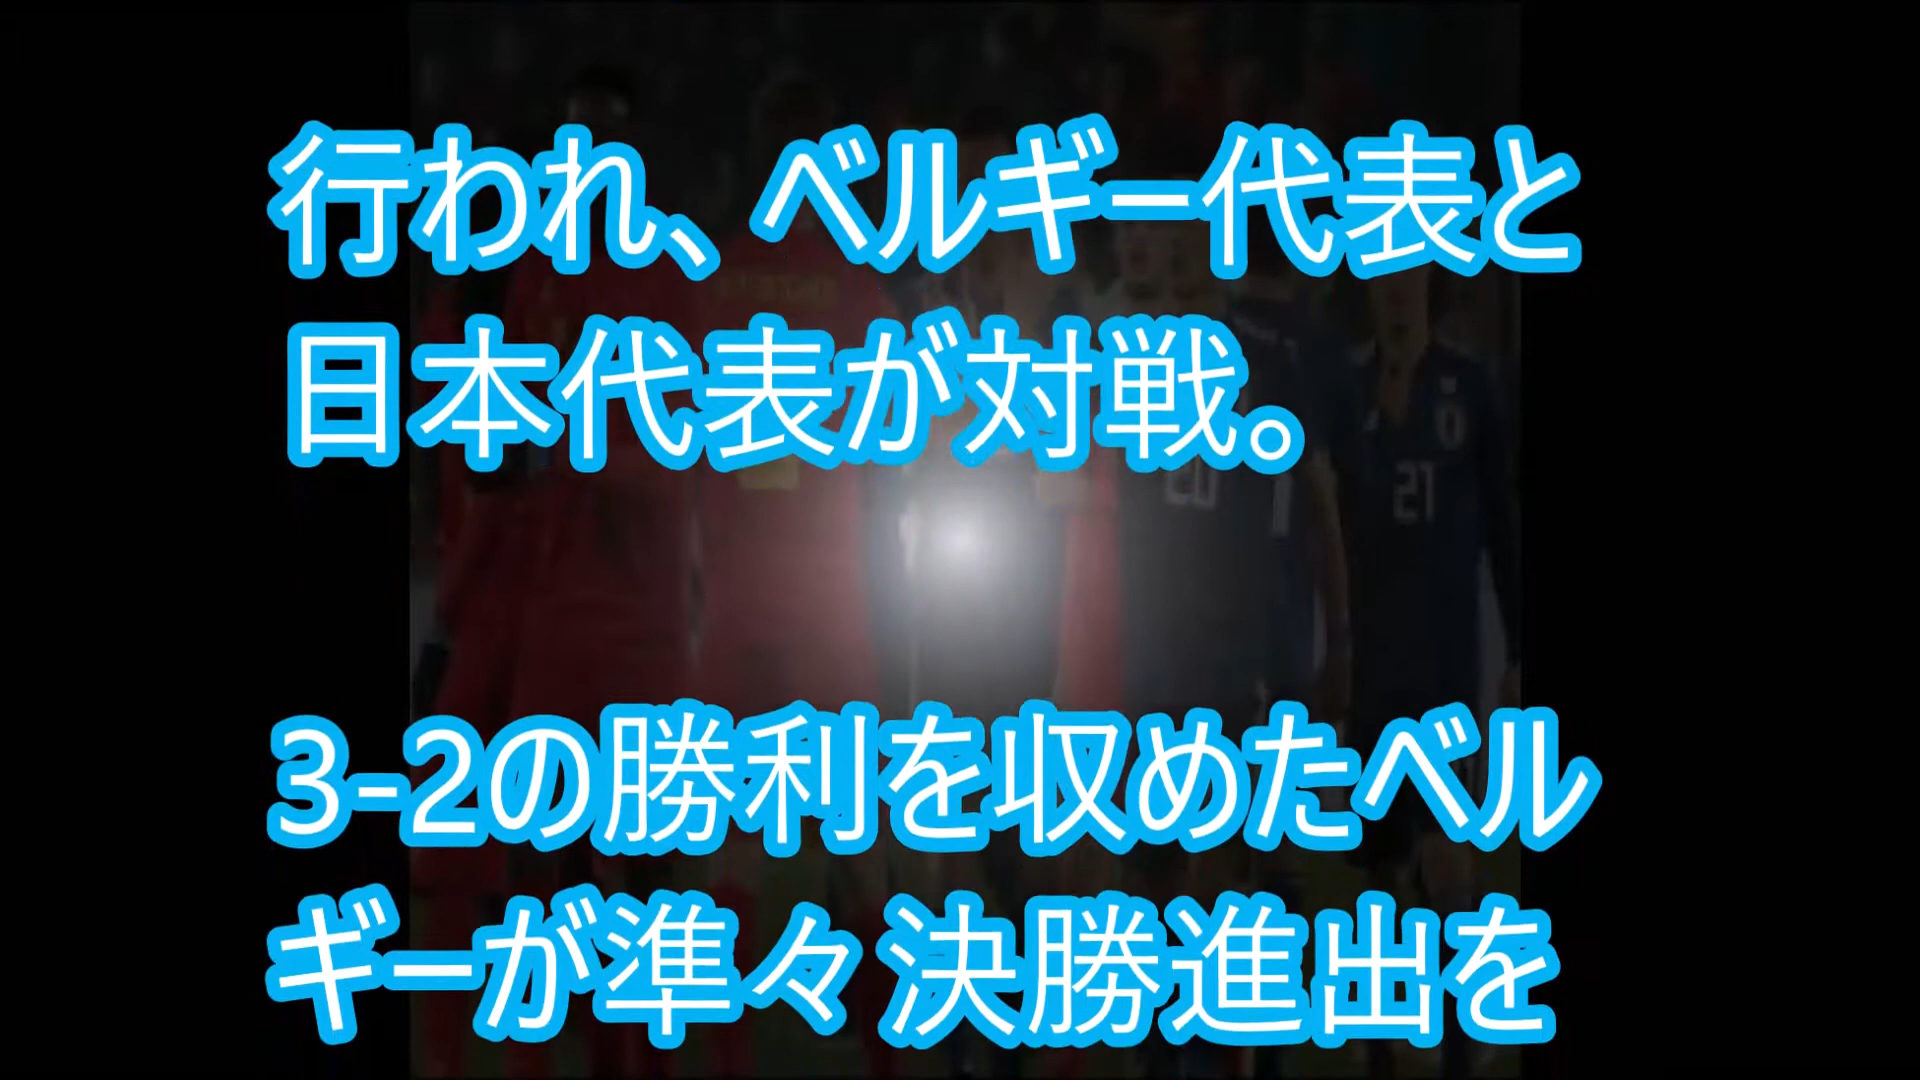 行われ、ベルギー代表と
日本代表が対戦。
20
21
3-2の勝利を収めたベル
ギーが準々決勝進出を